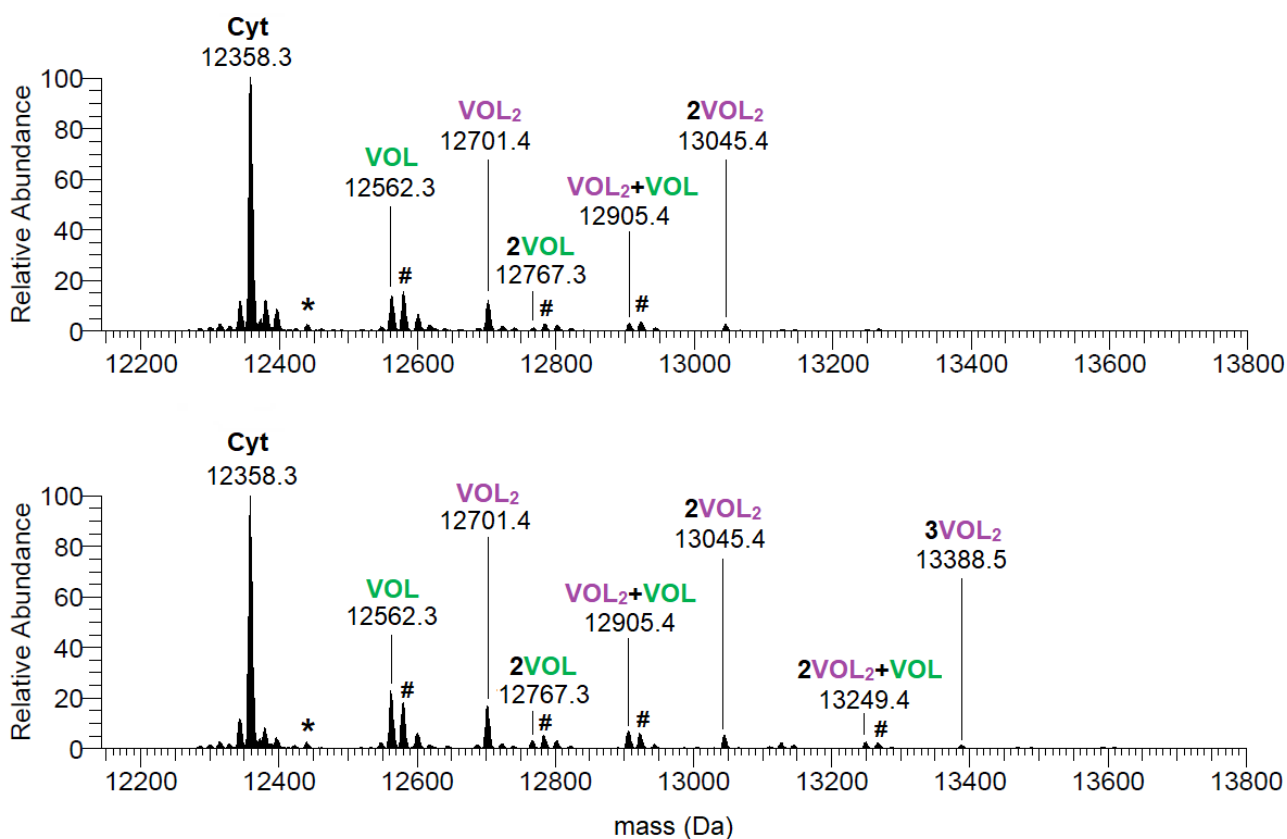 Cyt
12358.3
VOL₂
12701.4
2VOL₂
13045.4
VOL
12562.3
VOL₂+VOL
12905.4
2VOL
12767.3
* # # #
Relative Abundance
100
80
60
40
20
0
12200 12400 12600 12800 13000 13200 13400 13600 13800
Cyt
12358.3
VOL₂
12701.4
2VOL₂
13045.4
3VOL₂
13388.5
VOL
12562.3
VOL₂+VOL
12905.4
2VOL
12767.3
2VOL₂+VOL
13249.4
* # # # #
Relative Abundance
100
80
60
40
20
0
12200 12400 12600 12800 13000 13200 13400 13600 13800
mass (Da)